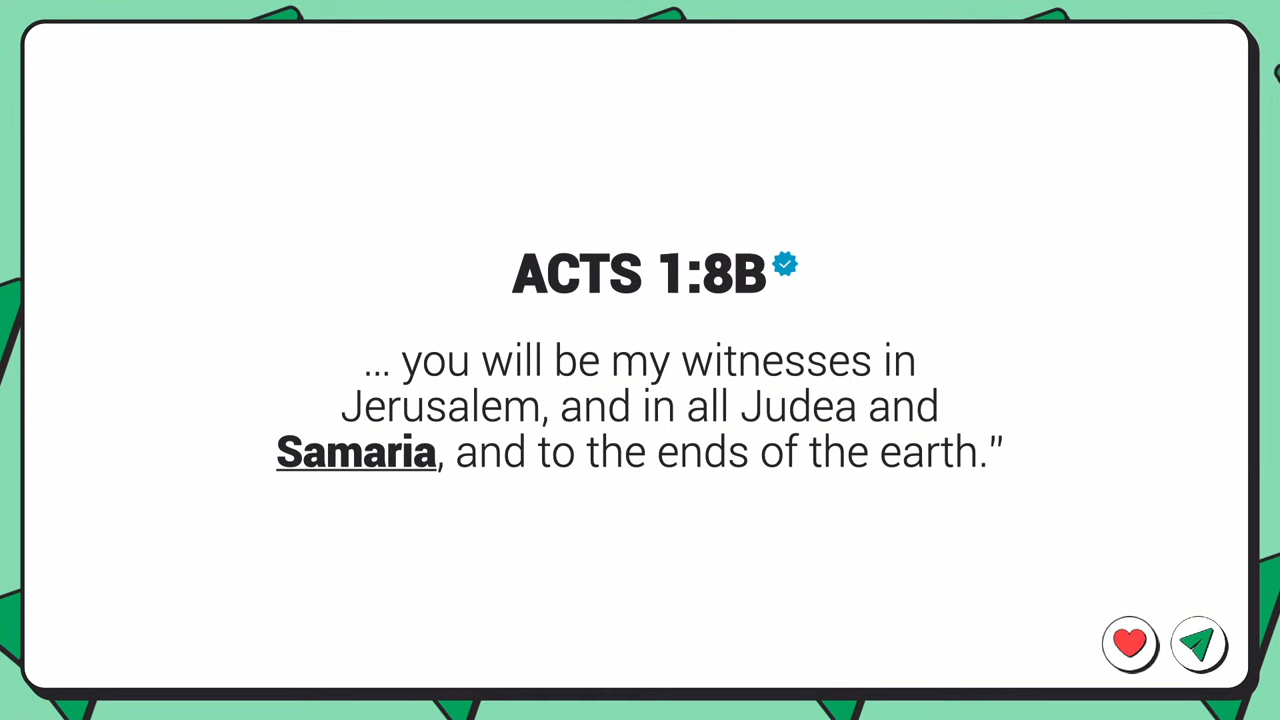 ACTS 1:8B
... you will be my witnesses in
Jerusalem, and in all Judea and
Samaria, and to the ends of the earth."